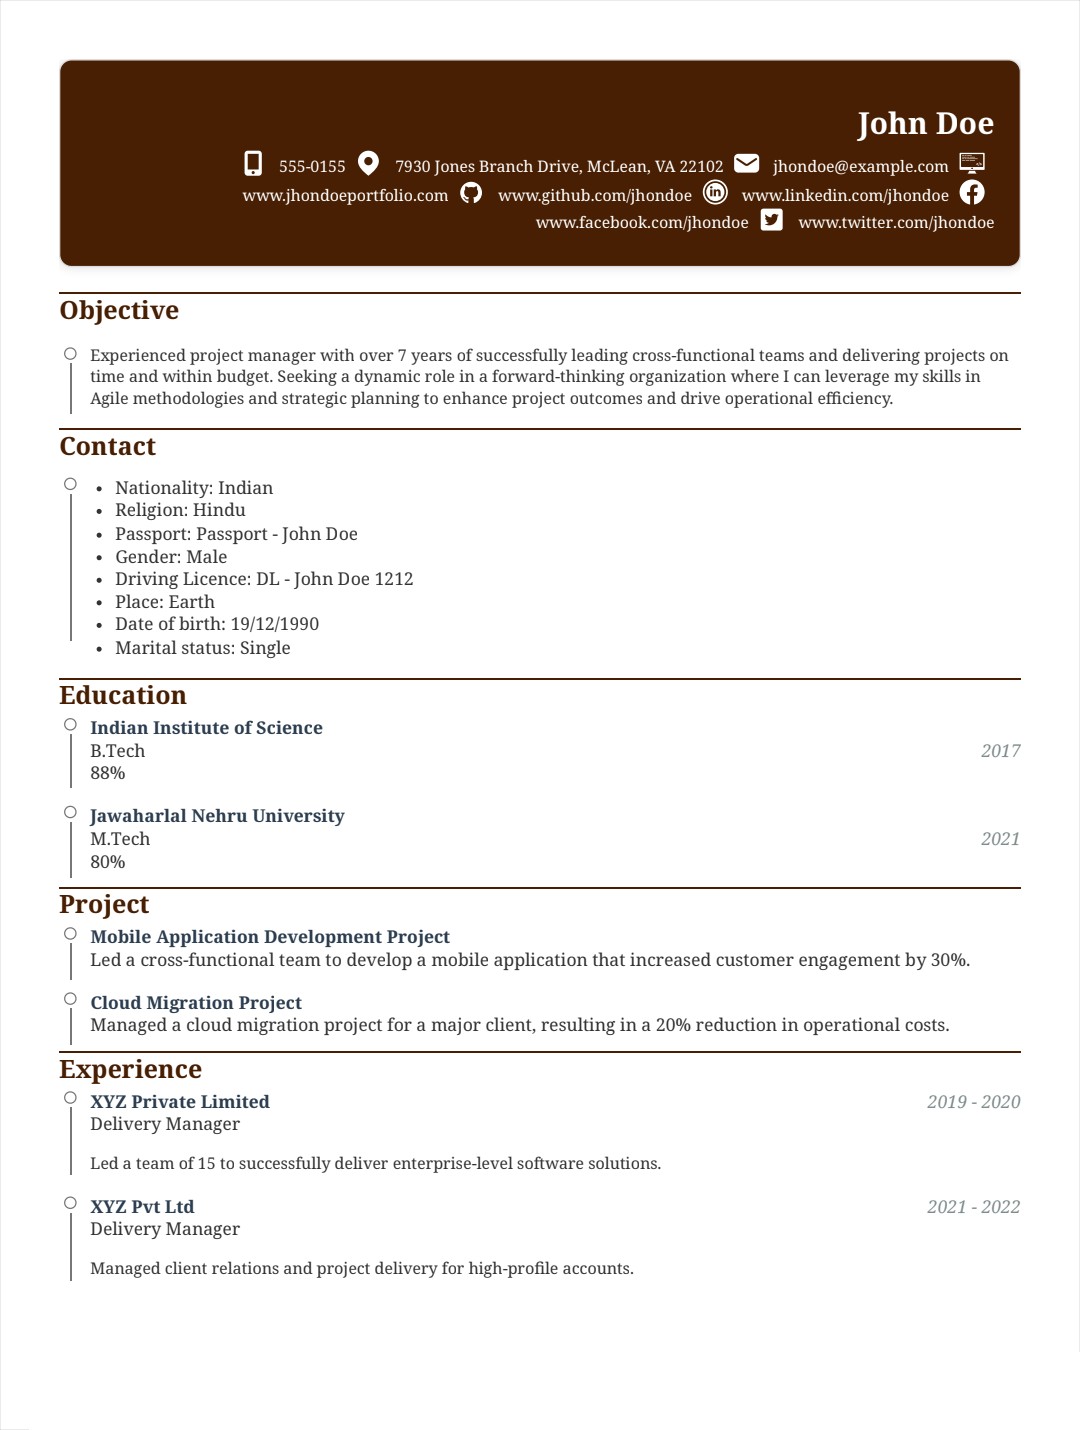 John Doe
555-0155 7930 Jones Branch Drive, McLean, VA 22102 jhondoe@example.com
www.jhondoeportfolio.com www.github.com/jhondoe www.linkedin.com/jhondoe
www.facebook.com/jhondoe www.twitter.com/jhondoe
Objective
Experienced project manager with over 7 years of successfully leading cross-functional teams and delivering projects on
time and within budget. Seeking a dynamic role in a forward-thinking organization where I can leverage my skills in
Agile methodologies and strategic planning to enhance project outcomes and drive operational efficiency.
Contact
• Nationality: Indian
• Religion: Hindu
• Passport: Passport - John Doe
• Gender: Male
• Driving Licence: DL - John Doe 1212
• Place: Earth
• Date of birth: 19/12/1990
• Marital status: Single
Education
Indian Institute of Science
B.Tech 2017
88%
Jawaharlal Nehru University
M.Tech 2021
80%
Project
Mobile Application Development Project
Led a cross-functional team to develop a mobile application that increased customer engagement by 30%.
Cloud Migration Project
Managed a cloud migration project for a major client, resulting in a 20% reduction in operational costs.
Experience
XYZ Private Limited 2019 - 2020
Delivery Manager
Led a team of 15 to successfully deliver enterprise-level software solutions.
XYZ Pvt Ltd 2021 - 2022
Delivery Manager
Managed client relations and project delivery for high-profile accounts.